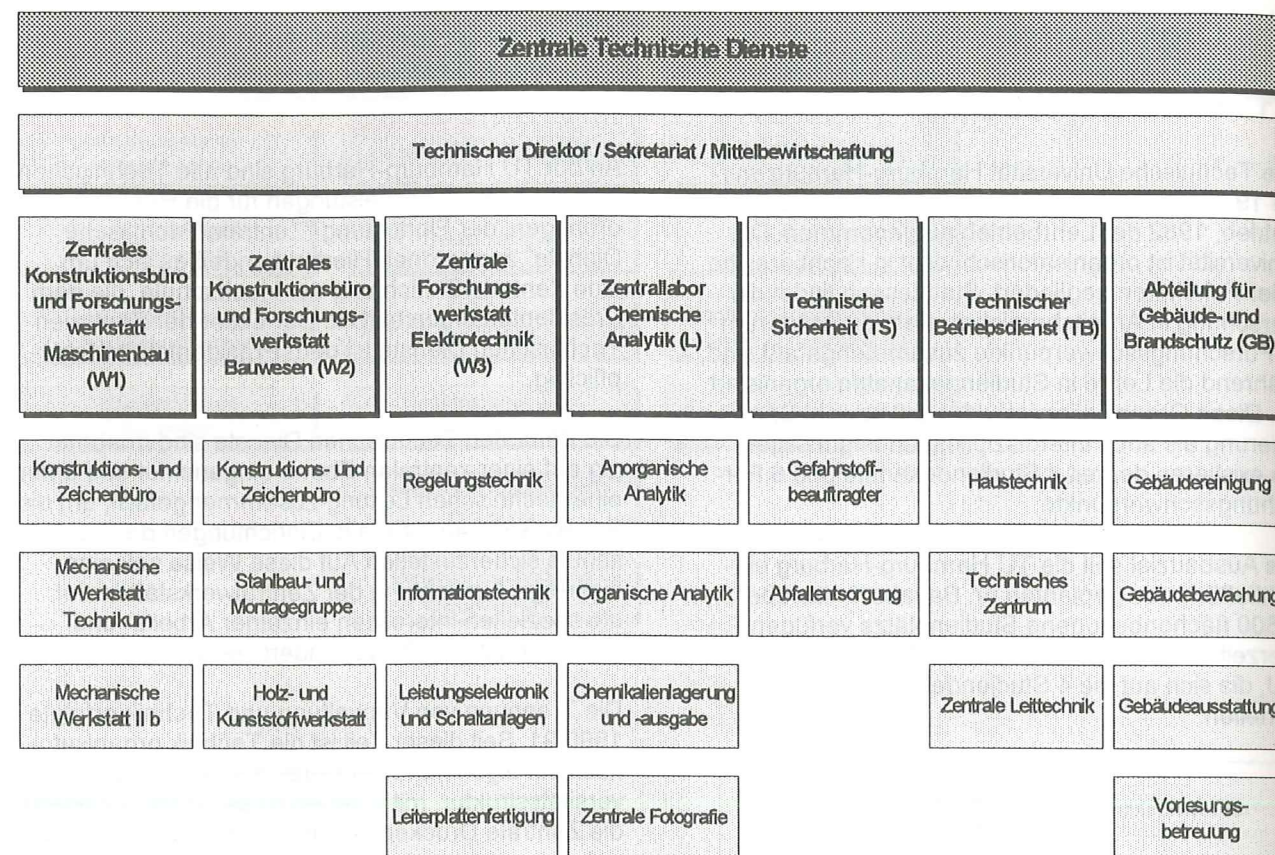 Zentrale Technische Dienste
Technischer Direktor / Sekretariat / Mittelbewirtschaftung
Zentrales
Konstruktionsbüro
und Forschungs-
werkstatt
Maschinenbau
(W1)
Zentrales
Konstruktionsbüro
und Forschungs-
werkstatt
Bauwesen (W2)
Zentrale
Forschungs-
werkstatt
Elektrotechnik
(W3)
Zentrallabor
Chemische
Analytik (L)
Technische
Sicherheit (TS)
Technischer
Betriebsdienst (TB)
Abteilung für
Gebäude- und
Brandschutz (GB)
Konstruktions- und
Zeichenbüro
Konstruktions- und
Zeichenbüro
Regelungstechnik
Anorganische
Analytik
Gefahrstoff-
beauftragter
Haustechnik
Gebäudereinigung
Mechanische
Werkstatt
Technikum
Stahlbau- und
Montagegruppe
Informationstechnik
Organische Analytik
Abfallentsorgung
Technisches
Zentrum
Gebäudebewachung
Mechanische
Werkstatt II b
Holz- und
Kunststoffwerkstatt
Leistungselektronik
und Schaltanlagen
Chemikalienlagerung
und -ausgabe
Zentrale Leittechnik
Gebäudeausstattung
Leiterplattenfertigung
Zentrale Fotografie
Vorlesungs-
betreuung